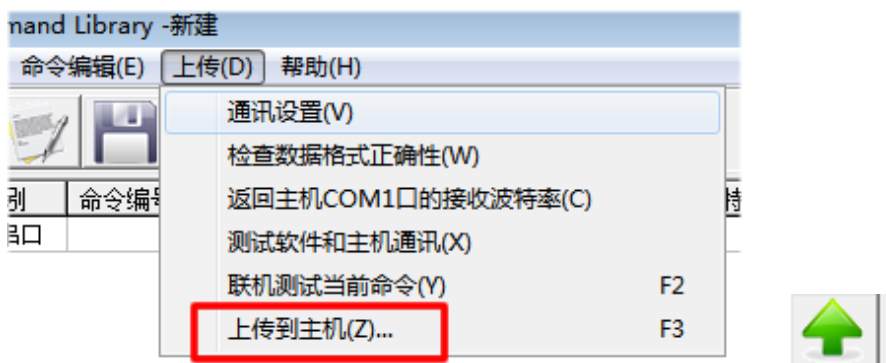 mand Library -新建
命令编辑(E) 上传(D) 帮助(H)
通讯设置(V)
检查数据格式正确性(W)
别 命令编号 返回主机COM1口的接收波特率(C) 特
串口 测试软件和主机通讯(X)
联机测试当前命令(Y) F2
上传到主机(Z)... F3